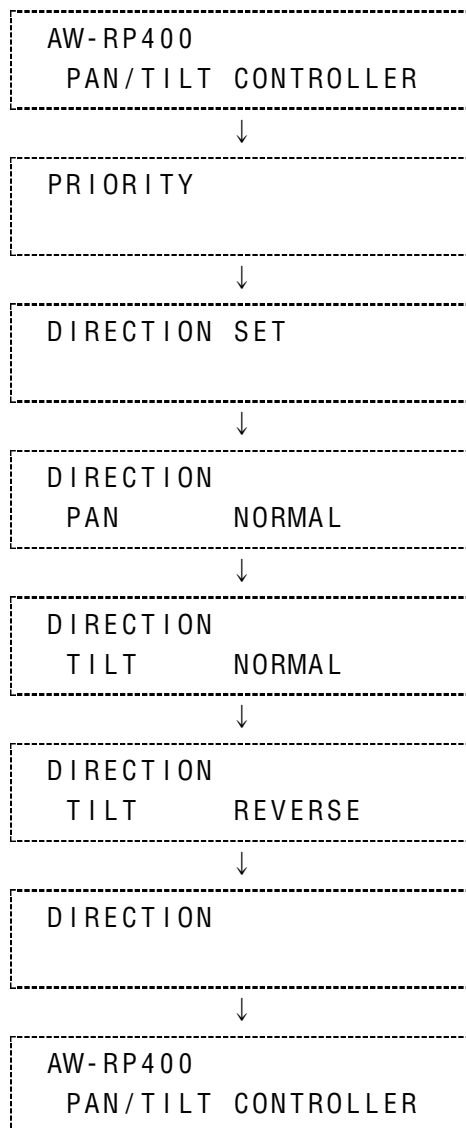 AW-RP400
PAN/TILT CONTROLLER
↓
PRIORITY
↓
DIRECTION SET
↓
DIRECTION
PAN NORMAL
↓
DIRECTION
TILT NORMAL
↓
DIRECTION
TILT REVERSE
↓
DIRECTION
↓
AW-RP400
PAN/TILT CONTROLLER